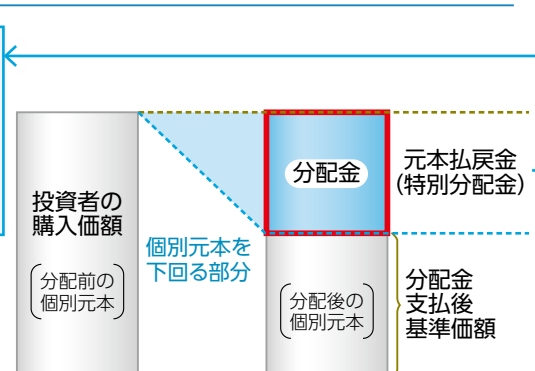 投資者の
購入価額
(分配前の
個別元本)
個別元本を
下回る部分
分配金
(分配後の
個別元本)
元本払戻金
(特別分配金)
分配金
支払後
基準価額